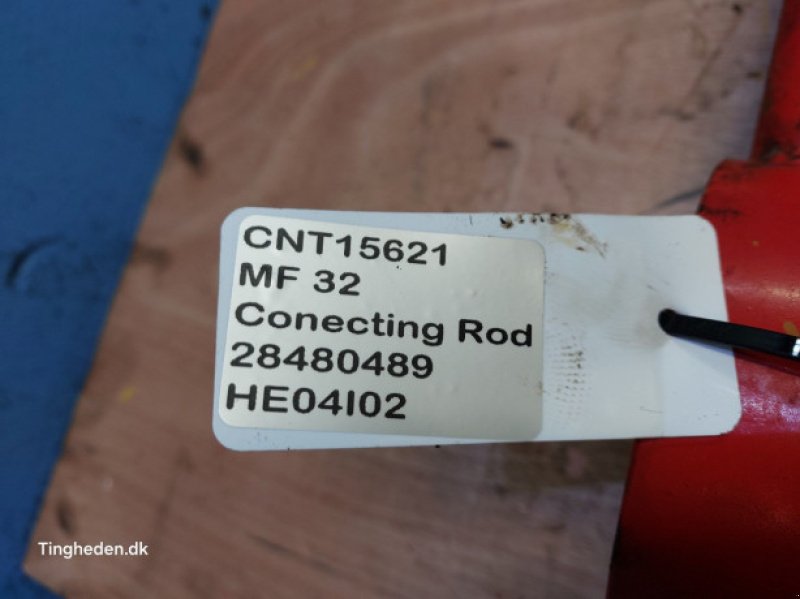 CNT15621
MF 32
Conecting Rod
28480489
HE04I02
Tingheden.dk